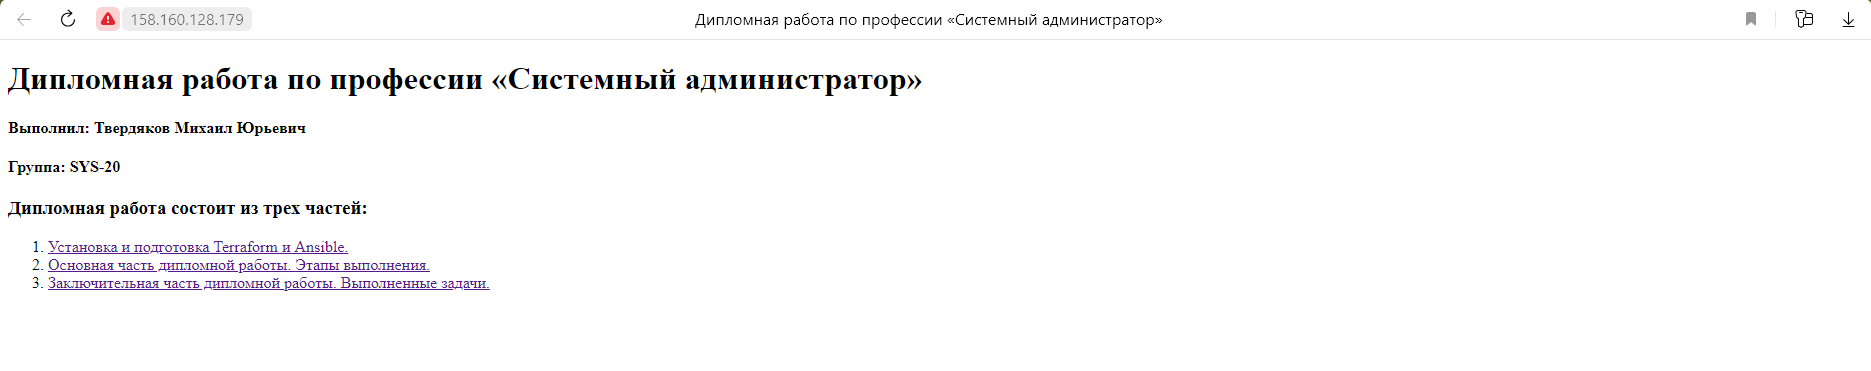 158.160.128.179
Дипломная работа по профессии «Системный администратор»
Дипломная работа по профессии «Системный администратор»
Выполнил: Твердяков Михаил Юрьевич
Группа: SYS-20
Дипломная работа состоит из трех частей:
1. Установка и подготовка Terraform и Ansible.
2. Основная часть дипломной работы. Этапы выполнения.
3. Заключительная часть дипломной работы. Выполненные задачи.